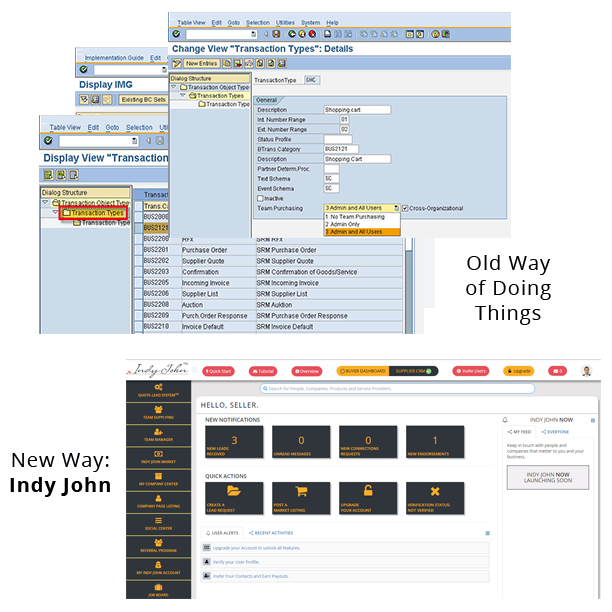 Table View Edit Goto Selection Utilities System Help
Change View "Transaction Types": Details
New Entries
Dialog Structure
Transaction Object Type
Transaction Types
Transaction Type
TransactionType SHC
General
Description Shopping cart
Int. Number Range 01
Ext. Number Range 02
Status Profile
BTrans.Category BUS2121
Description Shopping Cart
Partner Determ.Proc.
Text Schema SC
Event Schema SC
Inactive
Team Purchasing 3 Admin and All Users Cross-Organizational
1 No Team Purchasing
2 Admin Only
3 Admin and All Users
Implementation Guide Edit
Display IMG
Existing BC Sets
Table View Edit Goto Selection
Display View "Transaction
Dialog Structure
Transaction Object Type
Transaction Types
Transaction Type
Transact
Trans.Ca
BUS2000
BUS2121
BUS2201 Purchase Order SRM Purchase Order
BUS2202 Supplier Quote SRM Supplier Quote
BUS2203 Confirmation SRM Confirmation of Goods/Service
BUS2205 Incoming Invoice SRM Incoming Invoice
BUS2206 Supplier List SRM Supplier List
BUS2208 Auction SRM Auktion
BUS2209 Purch.Order Response SRM Purchase Order Response
BUS2210 Invoice Default SRM Invoice Default
Old Way
of Doing
Things
New Way:
Indy John
Indy John™
Quick Start Tutorial Overview BUYER DASHBOARD SUPPLIER CRM Invite Users Upgrade 0
Search for People, Companies, Products and Service Providers.
QUOTE-LEAD SYSTEM™
TEAM SUPPLYING
TEAM MANAGER
INDY JOHN MARKET
MY COMPANY CENTER
COMPANY PAGE LISTING
SOCIAL CENTER
REFERRAL PROGRAM
MY INDY JOHN ACCOUNT
JOB BOARD
HELLO, SELLER.
NEW NOTIFICATIONS
3
NEW LEADS
RECEIVED
0
UNREAD MESSAGES
0
NEW CONNECTIONS
REQUESTS
1
NEW ENDORSEMENTS
QUICK ACTIONS
CREATE A
LEAD REQUEST
POST A
MARKET LISTING
UPGRADE
YOUR ACCOUNT
VERIFICATION STATUS:
NOT VERIFIED
USER ALERTS RECENT ACTIVITIES
Upgrade your Account to unlock all features.
Verify your User Profile.
Invite Your Contacts and Earn Payouts.
INDY JOHN NOW
MY FEED EVERYONE
Keep in touch with people and
companies that matter to you and your
business.
INDY JOHN NOW
LAUNCHING SOON